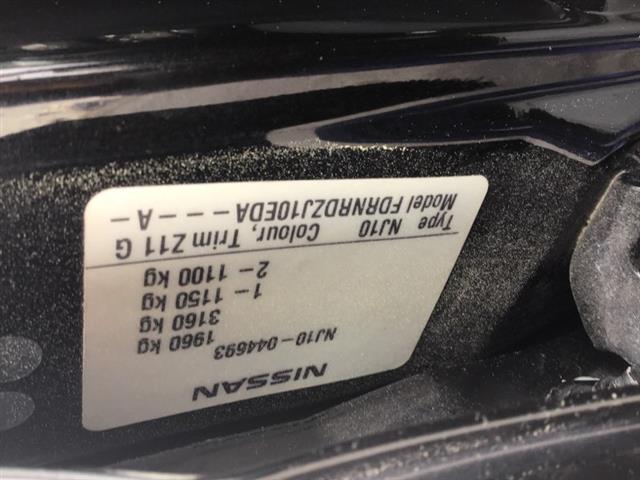 NISSAN
NJ10-044693
1960 kg
3160 kg
1- 1150 kg
2- 1100 kg
Type NJ10 Colour, Trim Z11 G
Model FDRNRDZJ10EDA - - - A -